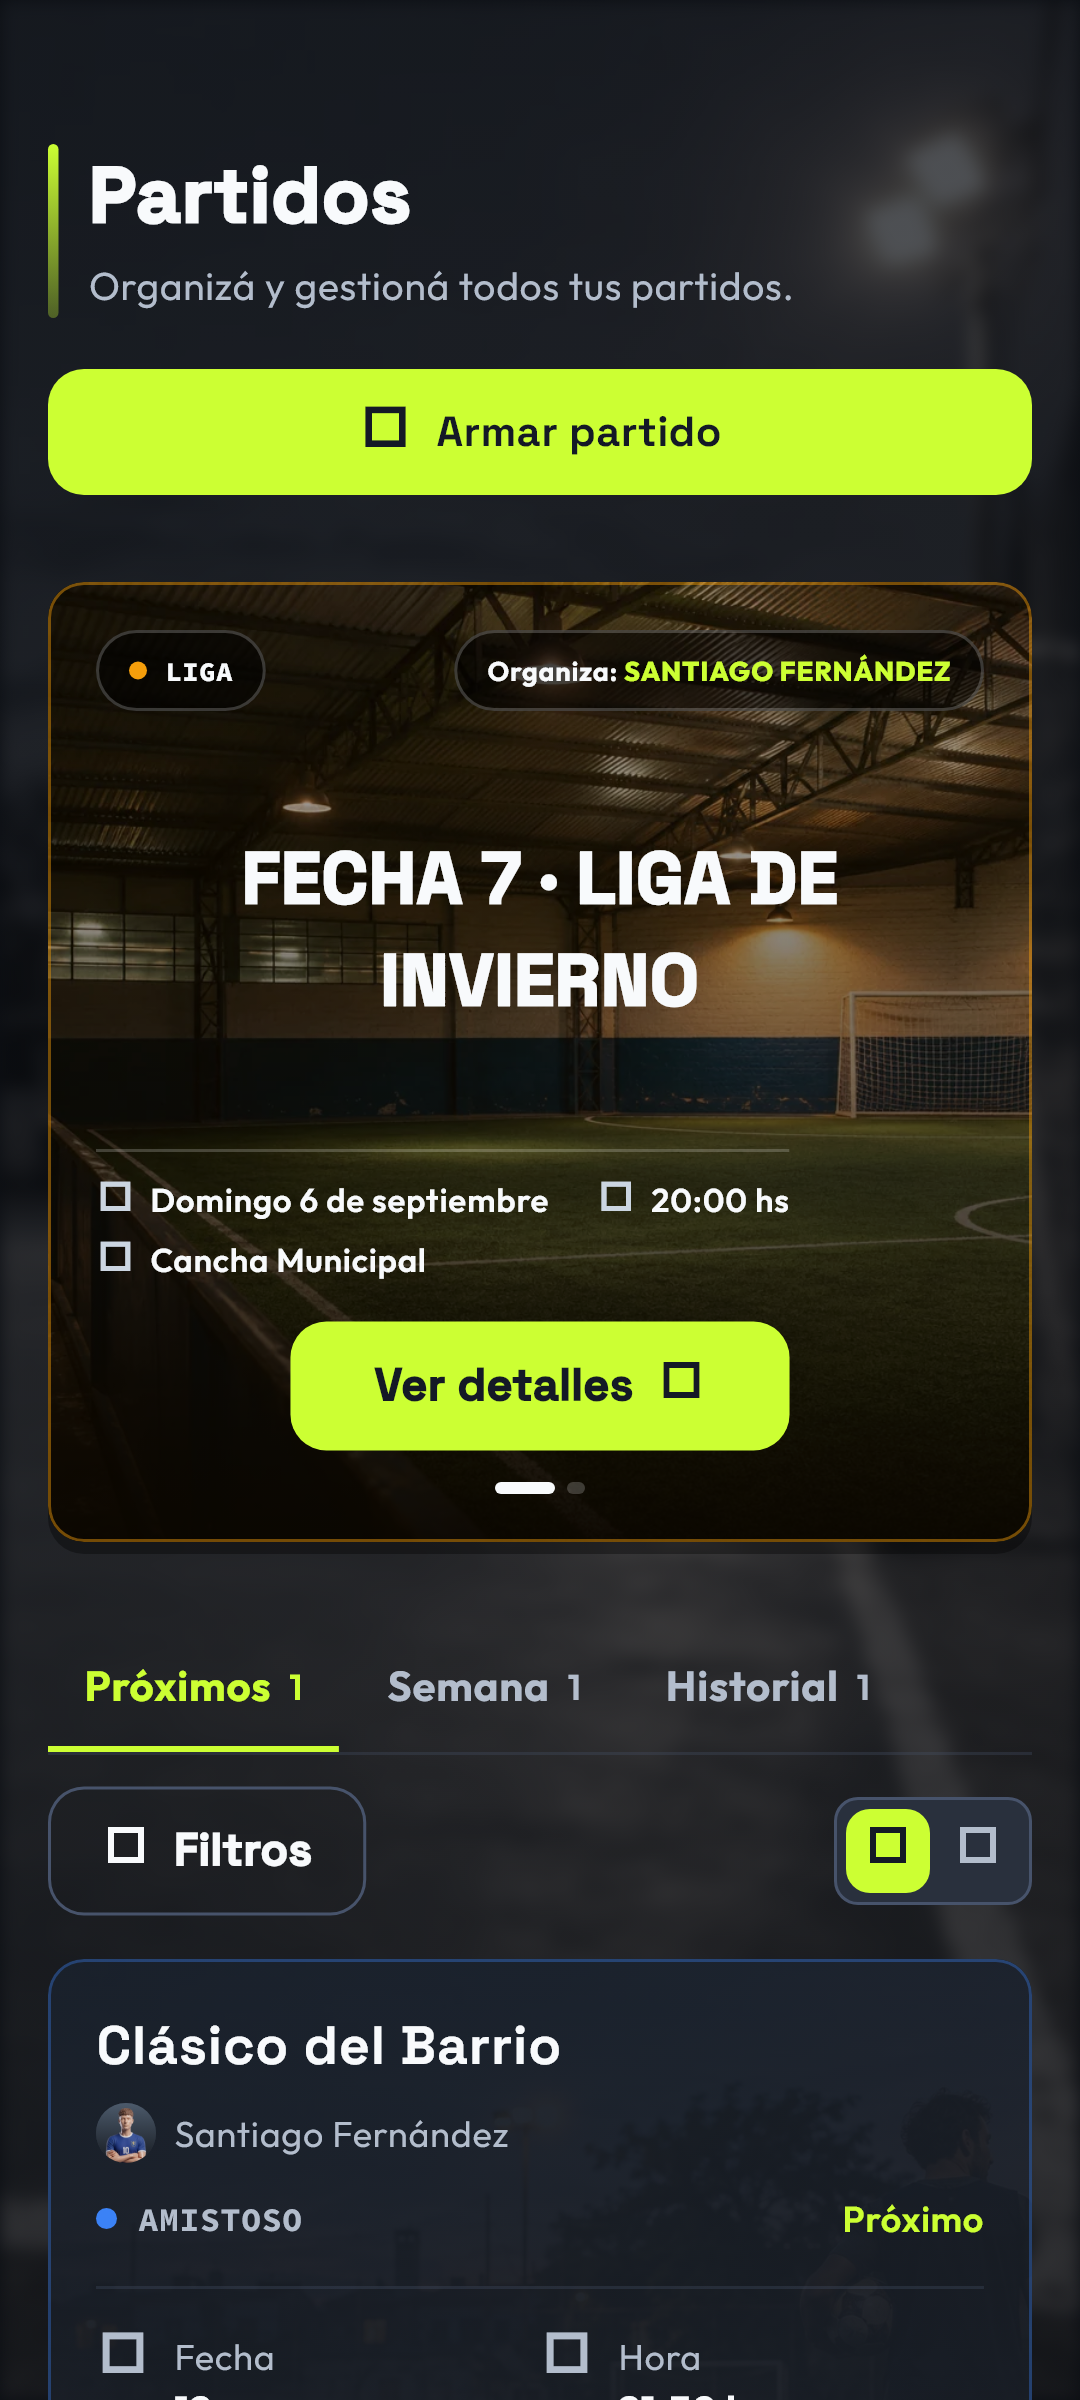 Partidos
Organizá y gestioná todos tus partidos.
Armar partido
LIGA
Organiza: SANTIAGO FERNÁNDEZ
FECHA 7 • LIGA DE
INVIERNO
Domingo 6 de septiembre 20:00 hs
Cancha Municipal
Ver detalles
Próximos 1 Semana 1 Historial 1
Filtros
Clásico del Barrio
Santiago Fernández
AMISTOSO
Próximo
Fecha Hora